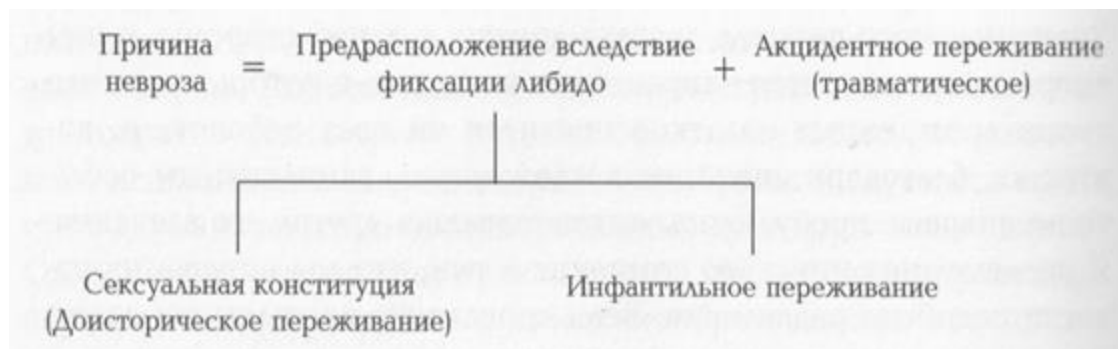 Причина = Предрасположение вследствие + Акцидентное переживание
невроза фиксации либидо (травматическое)
Сексуальная конституция Инфантильное переживание
(Доисторическое переживание)